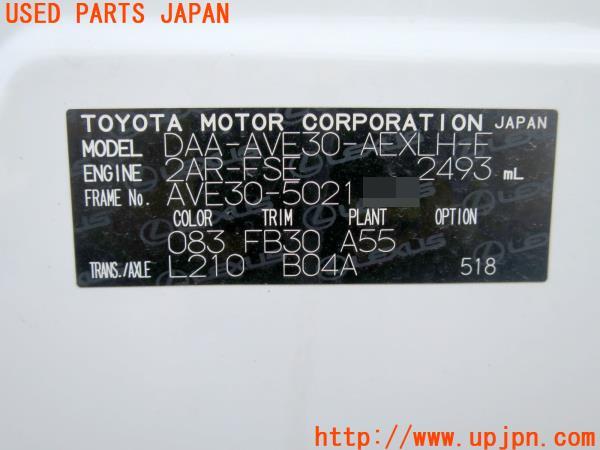 USED PARTS JAPAN
TOYOTA MOTOR CORPORATION JAPAN
MODEL DAA-AVE30-AEXLH-F
ENGINE 2AR-FSE 2493 mL
FRAME No. AVE30-5021
COLOR TRIM PLANT OPTION
083 FB30 A55
TRANS./AXLE L210 B04A 518
LEXUS
http://www.upjpn.com